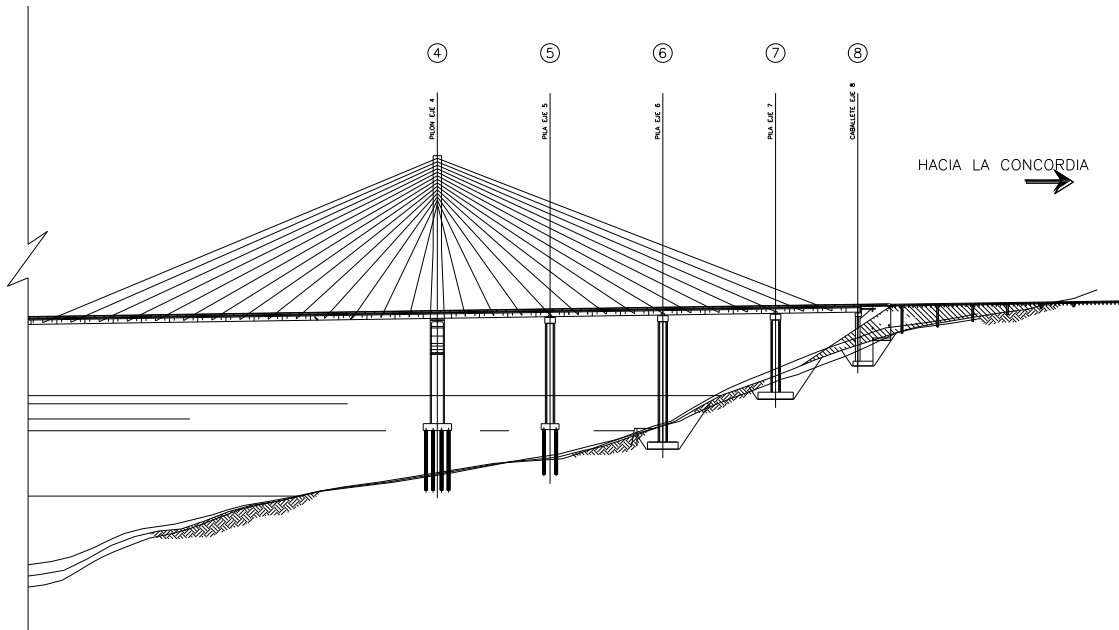 4
5
6
7
8
PILON EJE 4
PILA EJE 5
PILA EJE 6
PILA EJE 7
CABALLETE EJE 8
HACIA LA CONCORDIA